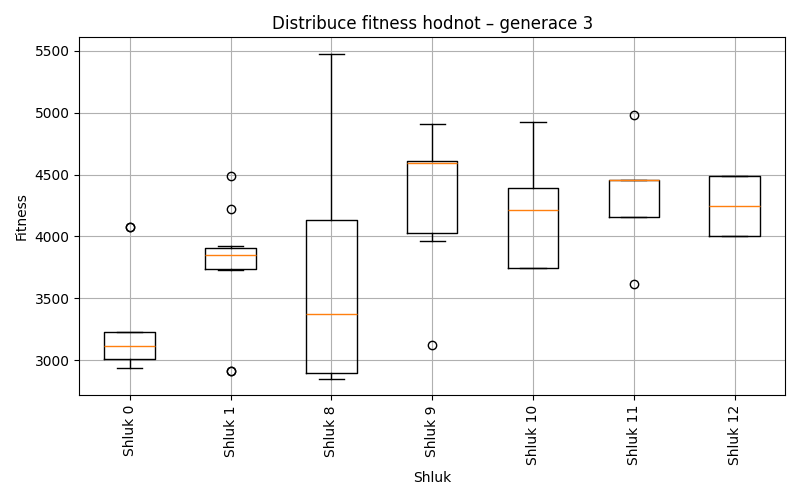 Distribuce fitness hodnot – generace 3
Fitness
5500
5000
4500
4000
3500
3000
Shluk 0
Shluk 1
Shluk 8
Shluk 9
Shluk 10
Shluk 11
Shluk 12
Shluk